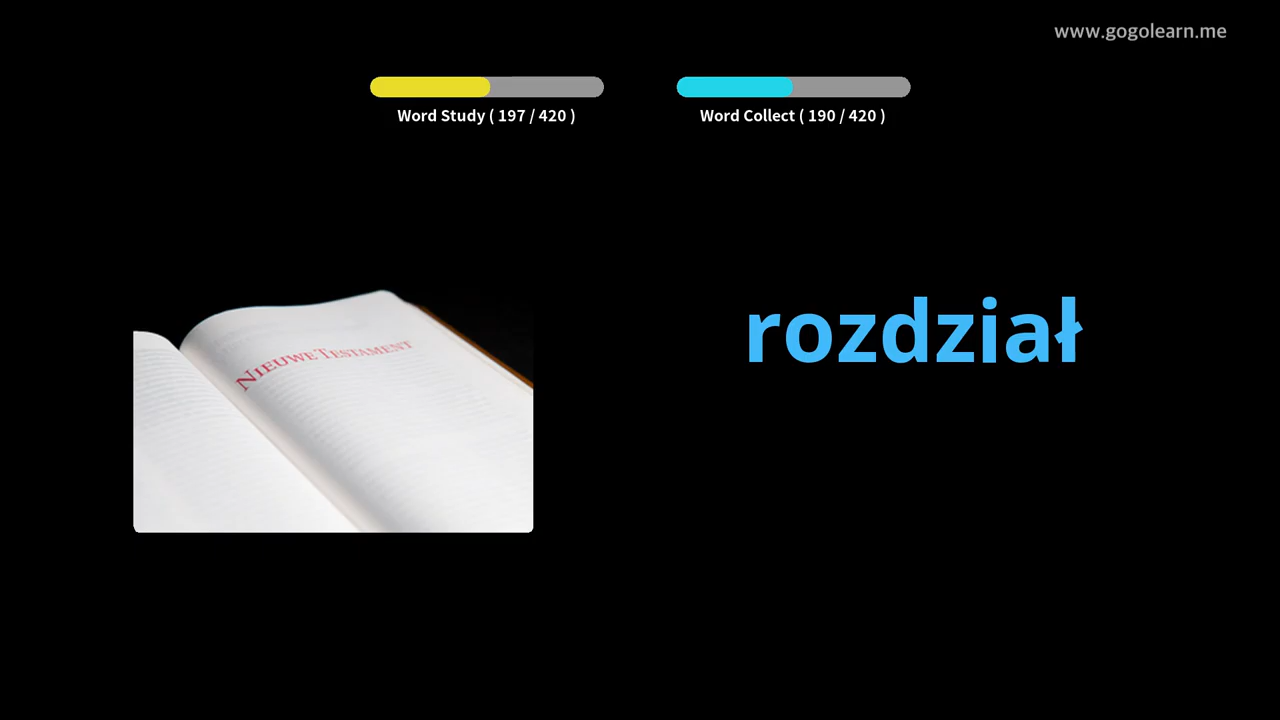 www.gogolearn.me
Word Study ( 197 / 420 )
Word Collect ( 190 / 420 )
NIEUWE TESTAMENT
rozdział